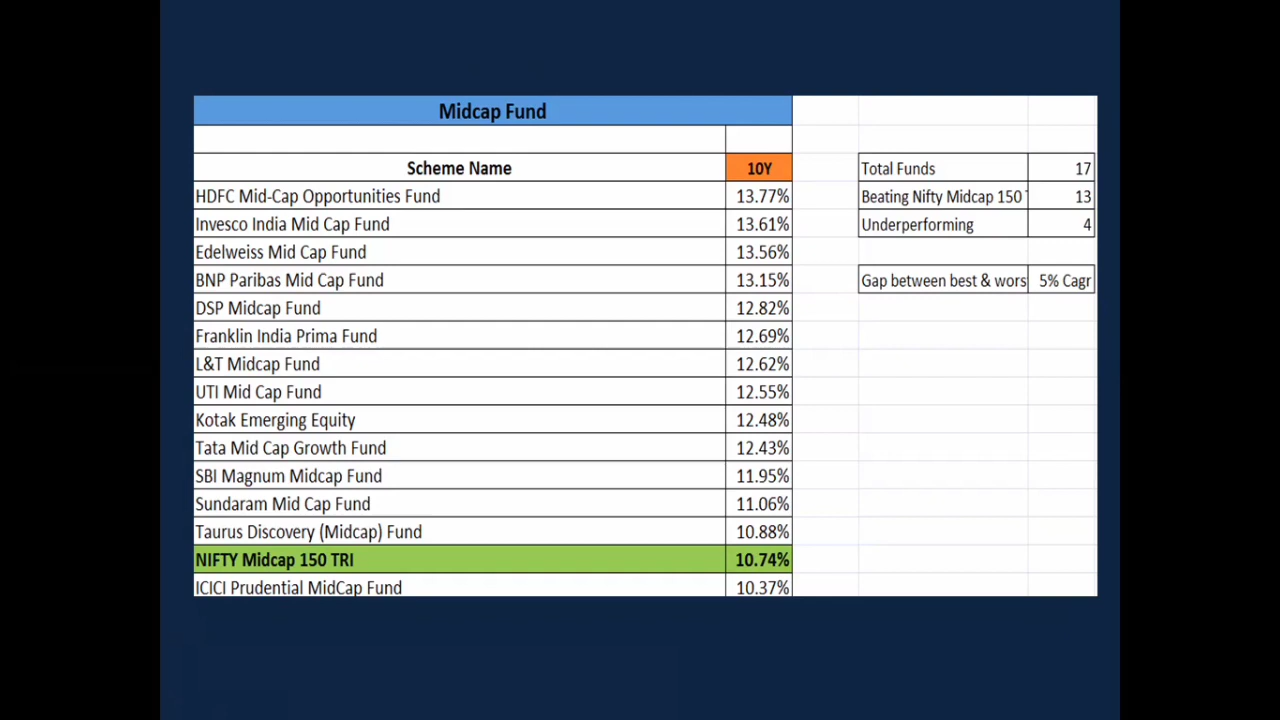 Midcap Fund
Scheme Name 10Y
HDFC Mid-Cap Opportunities Fund 13.77%
Invesco India Mid Cap Fund 13.61%
Edelweiss Mid Cap Fund 13.56%
BNP Paribas Mid Cap Fund 13.15%
DSP Midcap Fund 12.82%
Franklin India Prima Fund 12.69%
L&T Midcap Fund 12.62%
UTI Mid Cap Fund 12.55%
Kotak Emerging Equity 12.48%
Tata Mid Cap Growth Fund 12.43%
SBI Magnum Midcap Fund 11.95%
Sundaram Mid Cap Fund 11.06%
Taurus Discovery (Midcap) Fund 10.88%
NIFTY Midcap 150 TRI 10.74%
ICICI Prudential MidCap Fund 10.37%
Total Funds 17
Beating Nifty Midcap 150 13
Underperforming 4
Gap between best & wors 5% Cagr